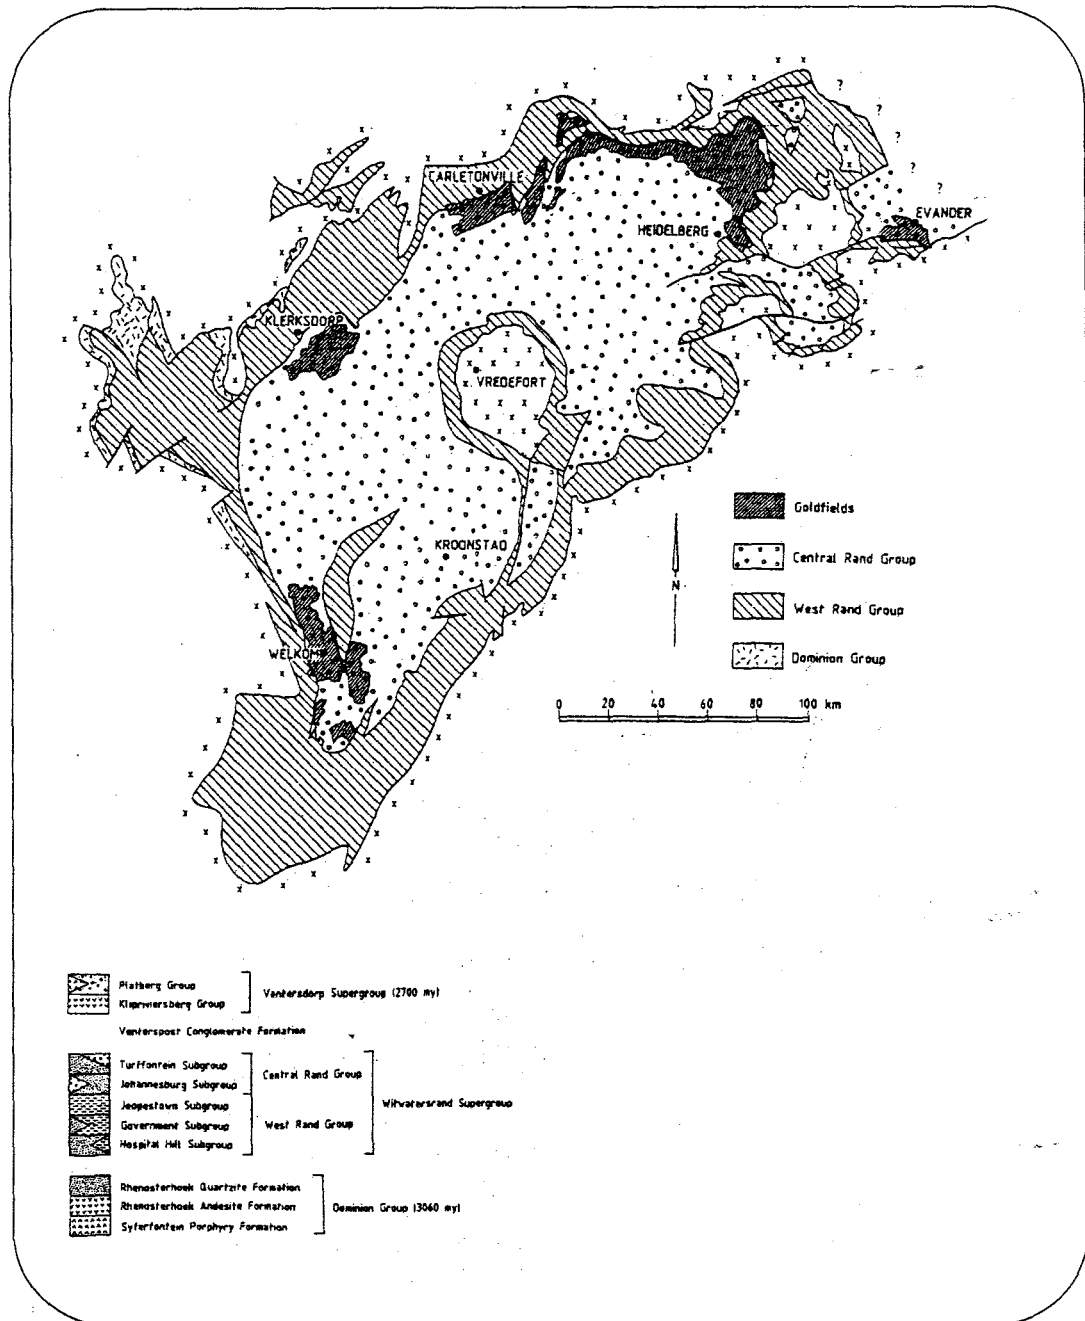 CARLETONVILLE
EVANDER
HEIDELBERG
KLERKSDORP
VREDEFORT
KROONSTAD
WELKOM
N
Goldfields
Central Rand Group
West Rand Group
Dominion Group
0 20 40 60 80 100 km
Platberg Group
Klipriviersberg Group
Ventersdorp Supergroup (2700 my)
Venterspost Conglomerate Formation
Turffontein Subgroup
Johannesburg Subgroup
Central Rand Group
Jeppestown Subgroup
Government Subgroup
Hospital Hill Subgroup
West Rand Group
Witwatersrand Supergroup
Rhenosterhoek Quartzite Formation
Rhenosterhoek Andesite Formation
Syferfontein Porphyry Formation
Dominion Group (3060 my)